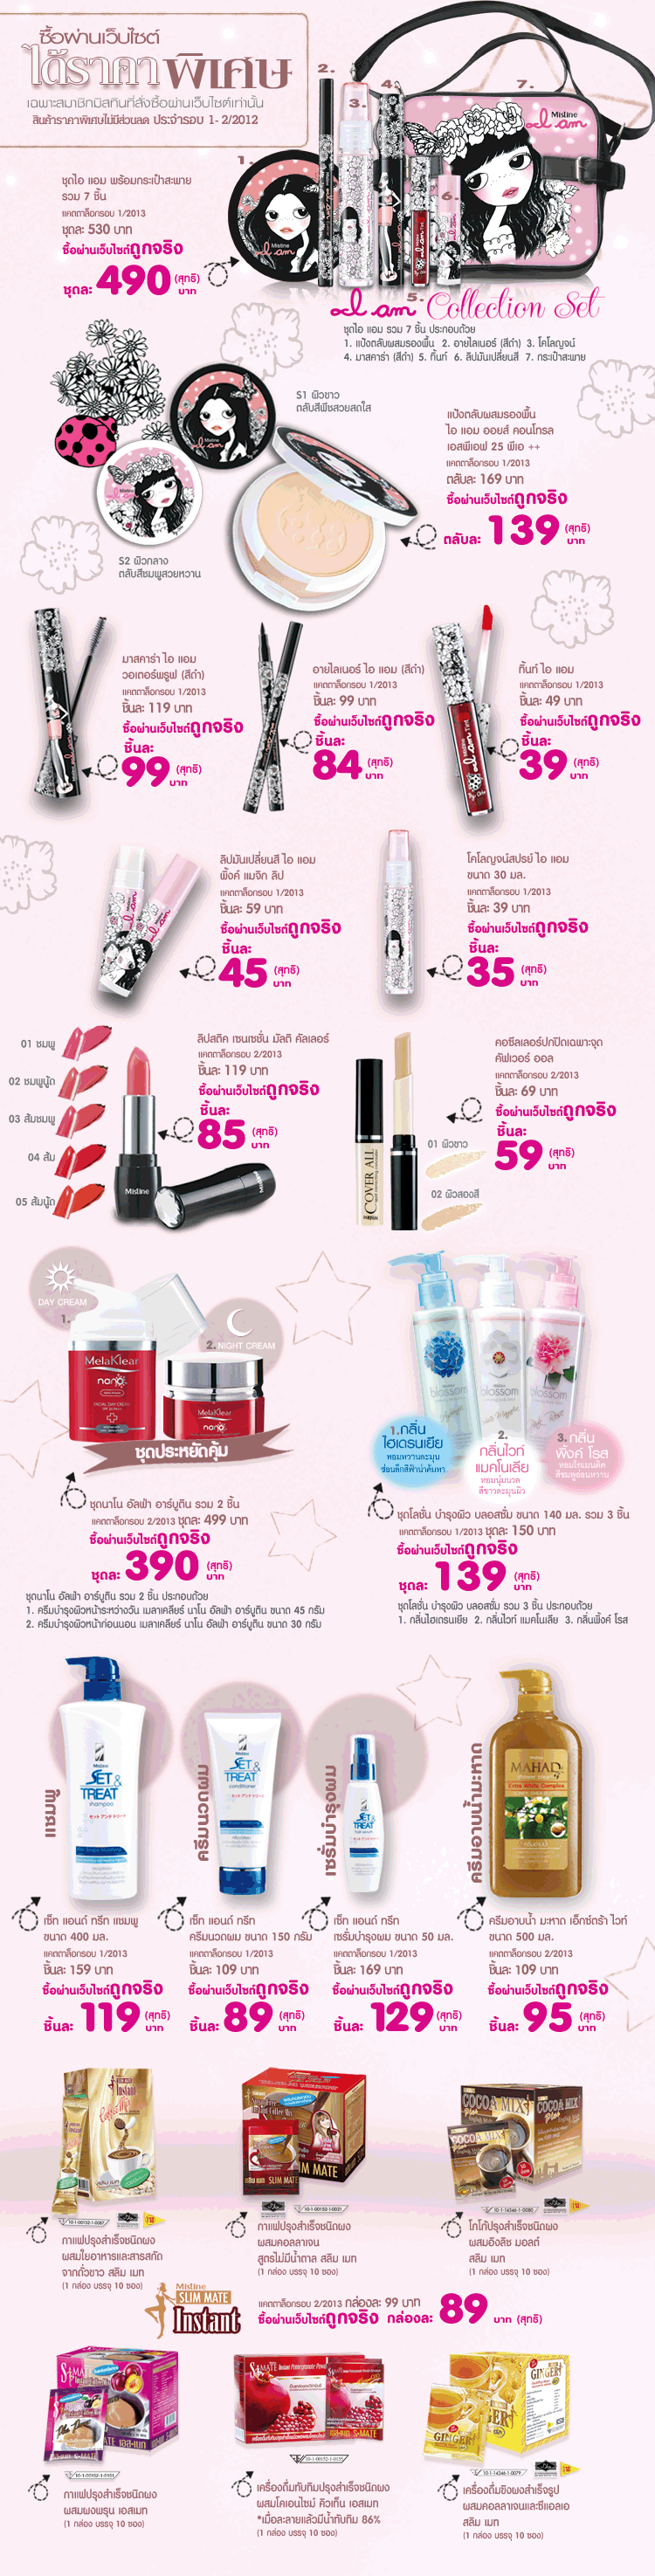 ซื้อผ่านเว็บไซต์
ได้ราคาพิเศษ
เฉพาะสมาชิกมิสทินที่สั่งซื้อผ่านเว็บไซต์เท่านั้น
สินค้าราคาพิเศษไม่มีส่วนลด ประจำรอบ 1- 2/2012
1.
2.
3.
4.
5.
6.
7.
Mistine
I am
ชุดไอ แอม พร้อมกระเป๋าสะพาย
รวม 7 ชิ้น
แคตตาล็อกรอบ 1/2013
ชุดละ 530 บาท
ซื้อผ่านเว็บไซต์ถูกจริง
ชุดละ 490 (สุทธิ) บาท
I am Collection Set
ชุดไอ แอม รวม 7 ชิ้น ประกอบด้วย
1. แป้งตลับผสมรองพื้น 2. อายไลเนอร์ (สีดำ) 3. โคโลญจน์
4. มาสคาร่า (สีดำ) 5. ทิ้นท์ 6. ลิปมันเปลี่ยนสี 7. กระเป๋าสะพาย
S1 ผิวขาว
ตลับสีพีชสวยสดใส
S2 ผิวกลาง
ตลับสีชมพูสวยหวาน
แป้งตลับผสมรองพื้น
ไอ แอม ออยส์ คอนโทรล
เอสพีเอฟ 25 พีเอ ++
แคตตาล็อกรอบ 1/2013
ตลับละ 169 บาท
ซื้อผ่านเว็บไซต์ถูกจริง
ตลับละ 139 (สุทธิ) บาท
มาสคาร่า ไอ แอม
วอเตอร์พรูฟ (สีดำ)
แคตตาล็อกรอบ 1/2013
ชิ้นละ 119 บาท
ซื้อผ่านเว็บไซต์ถูกจริง
ชิ้นละ
99 (สุทธิ) บาท
อายไลเนอร์ ไอ แอม (สีดำ)
แคตตาล็อกรอบ 1/2013
ชิ้นละ 99 บาท
ซื้อผ่านเว็บไซต์ถูกจริง
ชิ้นละ
84 (สุทธิ) บาท
ทิ้นท์ ไอ แอม
แคตตาล็อกรอบ 1/2013
ชิ้นละ 49 บาท
ซื้อผ่านเว็บไซต์ถูกจริง
ชิ้นละ
39 (สุทธิ) บาท
ลิปมันเปลี่ยนสี ไอ แอม
พิ้งค์ แมจิก ลิป
แคตตาล็อกรอบ 1/2013
ชิ้นละ 59 บาท
ซื้อผ่านเว็บไซต์ถูกจริง
ชิ้นละ
45 (สุทธิ) บาท
โคโลญจน์สเปรย์ ไอ แอม
ขนาด 30 มล.
แคตตาล็อกรอบ 1/2013
ชิ้นละ 39 บาท
ซื้อผ่านเว็บไซต์ถูกจริง
ชิ้นละ
35 (สุทธิ) บาท
01 ชมพู
02 ชมพูนู้ด
03 ส้มชมพู
04 ส้ม
05 ส้มนู้ด
Mistine
ลิปสติค เซนเซชั่น มัลติ คัลเลอร์
แคตตาล็อกรอบ 2/2013
ชิ้นละ 119 บาท
ซื้อผ่านเว็บไซต์ถูกจริง
ชิ้นละ
85 (สุทธิ) บาท
COVER ALL
คอซีลเลอร์ปกปิดเฉพาะจุด
คัฟเวอร์ ออล
แคตตาล็อกรอบ 2/2013
ชิ้นละ 69 บาท
ซื้อผ่านเว็บไซต์ถูกจริง
ชิ้นละ
59 (สุทธิ) บาท
01 ผิวขาว
02 ผิวสองสี
DAY CREAM
1.
2. NIGHT CREAM
MelaKlear
nano
FACIAL DAY CREAM
MelaKlear
nano
ชุดประหยัดคุ้ม
ชุดนาโน อัลฟ่า อาร์บูติน รวม 2 ชิ้น
แคตตาล็อกรอบ 2/2013 ชุดละ 499 บาท
ซื้อผ่านเว็บไซต์ถูกจริง
ชุดละ 390 (สุทธิ) บาท
ชุดนาโน อัลฟ่า อาร์บูติน รวม 2 ชิ้น ประกอบด้วย
1. ครีมบำรุงผิวหน้าระหว่างวัน เมลาเคลียร์ นาโน อัลฟ่า อาร์บูติน ขนาด 45 กรัม
2. ครีมบำรุงผิวหน้าก่อนนอน เมลาเคลียร์ นาโน อัลฟ่า อาร์บูติน ขนาด 30 กรัม
blossom
blossom
blossom
1.กลิ่น
ไฮเดรนเยีย
หอมหวานละมุน
ซ่อนลึกสีฟ้าน่าค้นหา
2.
กลิ่นไวท์
แมคโนเลีย
หอมนุ่มนวล
สีขาวละมุนผิว
3.กลิ่น
พิ้งค์ โรส
หอมโรแมนติค
สีชมพูอ่อนหวาน
ชุดโลชั่น บำรุงผิว บลอสซั่ม ขนาด 140 มล. รวม 3 ชิ้น
แคตตาล็อกรอบ 1/2013 ชุดละ 150 บาท
ซื้อผ่านเว็บไซต์ถูกจริง
ชุดละ 139 (สุทธิ) บาท
ชุดโลชั่น บำรุงผิว บลอสซั่ม รวม 3 ชิ้น ประกอบด้วย
1. กลิ่นไฮเดรนเยีย 2. กลิ่นไวท์ แมคโนเลีย 3. กลิ่นพิ้งค์ โรส
แชมพู
SET & TREAT
shampoo
ครีมนวดผม
SET & TREAT
conditioner
เซรั่มบำรุงผม
SET & TREAT
hair serum
ครีมอาบน้ำมะหาด
MAHAD
Extra White Complex
เซ็ท แอนด์ ทรีท แชมพู
ขนาด 400 มล.
แคตตาล็อกรอบ 1/2013
ชิ้นละ 159 บาท
ซื้อผ่านเว็บไซต์ถูกจริง
ชิ้นละ 119 (สุทธิ) บาท
เซ็ท แอนด์ ทรีท
ครีมนวดผม ขนาด 150 กรัม
แคตตาล็อกรอบ 1/2013
ชิ้นละ 109 บาท
ซื้อผ่านเว็บไซต์ถูกจริง
ชิ้นละ 89 (สุทธิ) บาท
เซ็ท แอนด์ ทรีท
เซรั่มบำรุงผม ขนาด 50 มล.
แคตตาล็อกรอบ 1/2013
ชิ้นละ 169 บาท
ซื้อผ่านเว็บไซต์ถูกจริง
ชิ้นละ 129 (สุทธิ) บาท
ครีมอาบน้ำ มะหาด เอ็กซ์ตร้า ไวท์
ขนาด 500 มล.
แคตตาล็อกรอบ 2/2013
ชิ้นละ 109 บาท
ซื้อผ่านเว็บไซต์ถูกจริง
ชิ้นละ 95 (สุทธิ) บาท
Instant
Coffee Mix
SLIM MATE
COCOA MIX
Plus
กาแฟปรุงสำเร็จชนิดผง
ผสมใยอาหารและสารสกัด
จากถั่วขาว สลิม เมท
(1 กล่อง บรรจุ 10 ซอง)
กาแฟปรุงสำเร็จชนิดผง
ผสมคอลลาเจน
สูตรไม่มีน้ำตาล สลิม เมท
(1 กล่อง บรรจุ 10 ซอง)
โกโก้ปรุงสำเร็จชนิดผง
ผสมอิงลิช มอลต์
สลิม เมท
(1 กล่อง บรรจุ 10 ซอง)
Mistine
SLIM MATE
Instant
แคตตาล็อกรอบ 2/2013 กล่องละ 99 บาท
ซื้อผ่านเว็บไซต์ถูกจริง กล่องละ 89 บาท (สุทธิ)
S-MATE
GINGER
กาแฟปรุงสำเร็จชนิดผง
ผสมผงพรุน เอสเมท
(1 กล่อง บรรจุ 10 ซอง)
เครื่องดื่มทับทิมปรุงสำเร็จชนิดผง
ผสมโคเอนไซม์ คิวเท็น เอสเมท
*เมื่อละลายแล้วมีน้ำทับทิม 86%
(1 กล่อง บรรจุ 10 ซอง)
เครื่องดื่มขิงผงสำเร็จรูป
ผสมคอลลาเจนและซีแอลเอ
สลิม เมท
(1 กล่อง บรรจุ 10 ซอง)